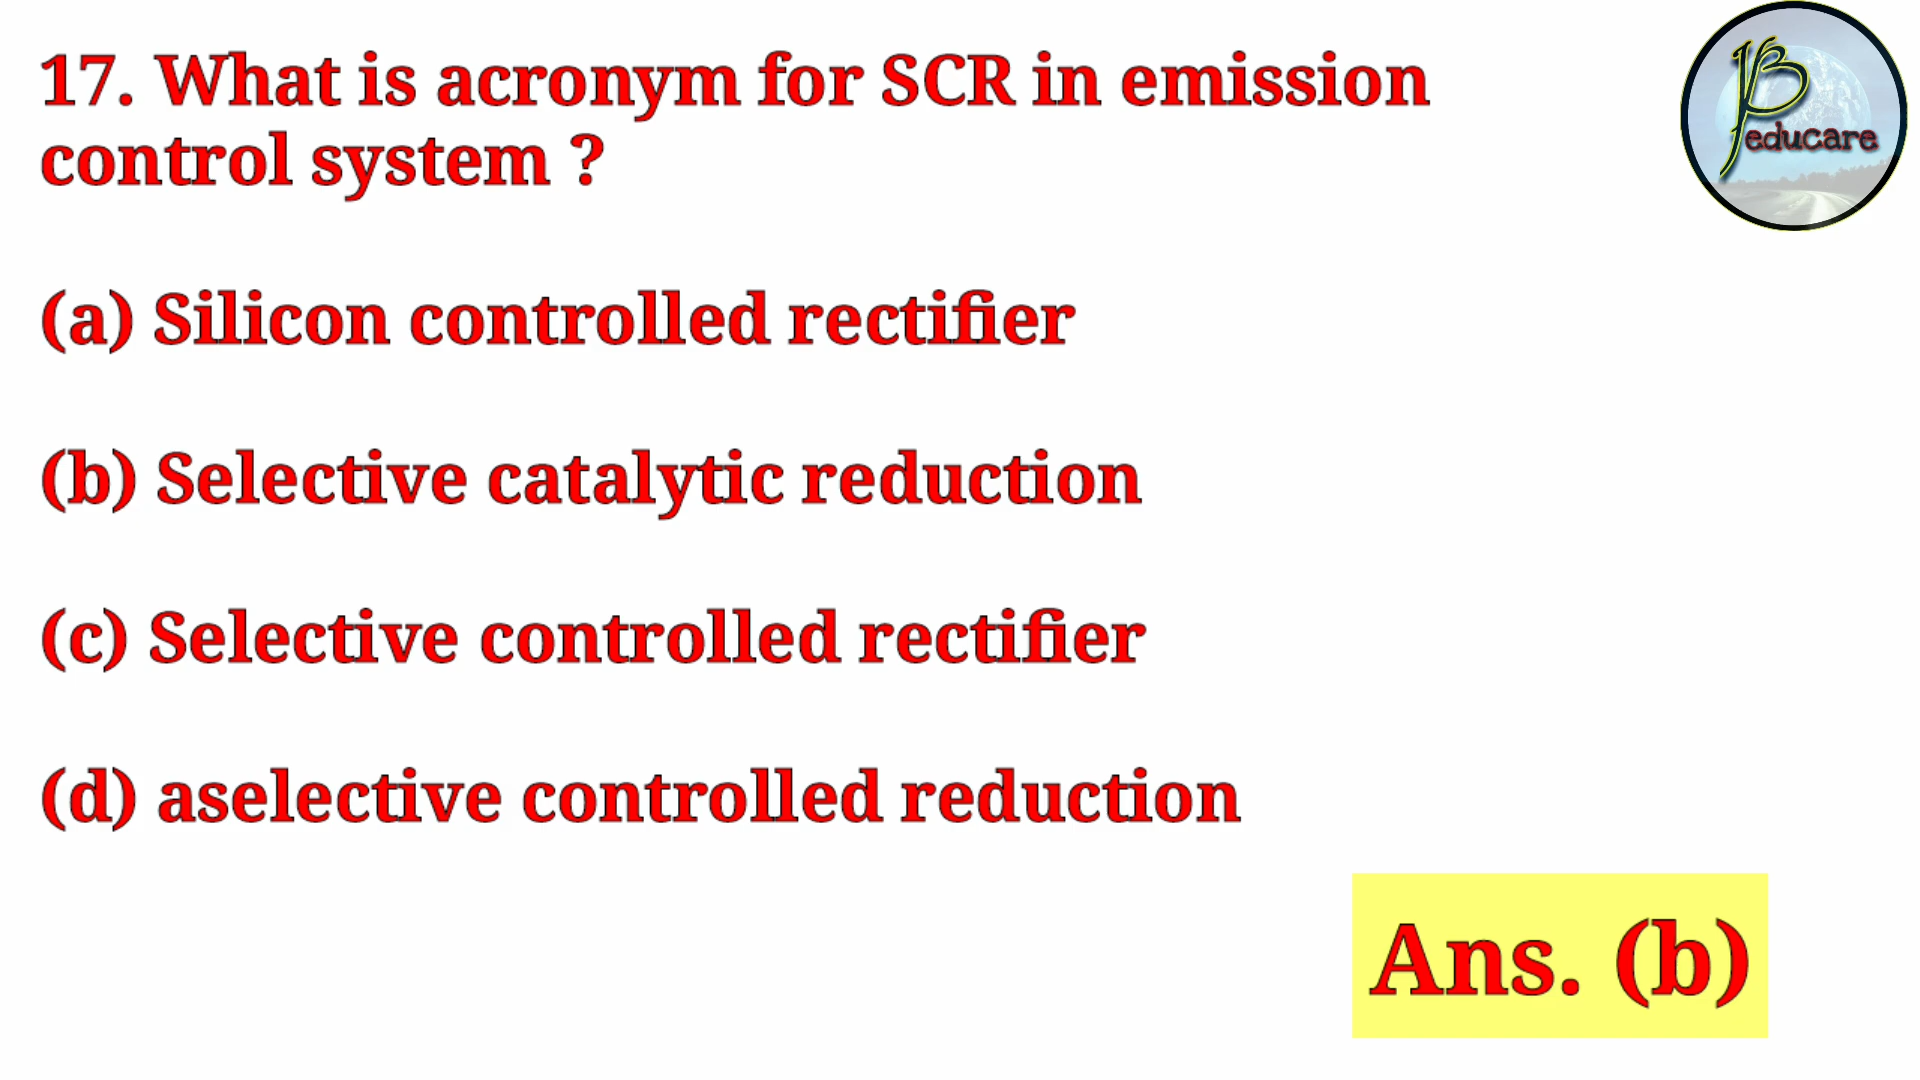 17. What is acronym for SCR in emission
control system ?
(a) Silicon controlled rectifier
(b) Selective catalytic reduction
(c) Selective controlled rectifier
(d) aselective controlled reduction
Ans. (b)
educare